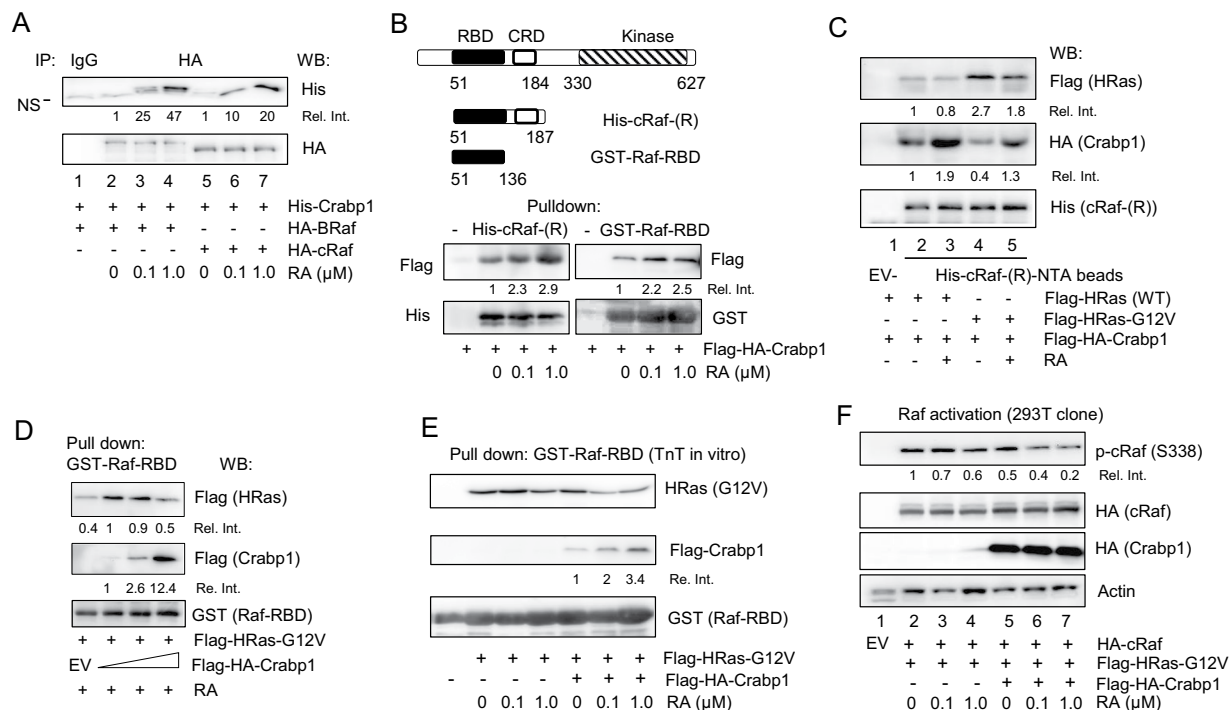 A
IP: IgG HA WB:
His
NS –
1 25 47 1 10 20 Rel. Int.
HA
1 2 3 4 5 6 7
+ + + + + + + His-Crabp1
+ + + + - - - HA-BRaf
- - - - + + + HA-cRaf
0 0.1 1.0 0 0.1 1.0 RA (µM)
B
RBD CRD Kinase
51 184 330 627
His-cRaf-(R)
51 187
GST-Raf-RBD
51 136
Pulldown:
- His-cRaf-(R) - GST-Raf-RBD
Flag Flag
1 2.3 2.9 Rel. Int. 1 2.2 2.5
His GST
+ + + + + + + + Flag-HA-Crabp1
0 0.1 1.0 0 0.1 1.0 RA (µM)
C
WB:
Flag (HRas)
1 0.8 2.7 1.8 Rel. Int.
HA (Crabp1)
1 1.9 0.4 1.3 Rel. Int.
His (cRaf-(R))
1 2 3 4 5
EV- His-cRaf-(R)-NTA beads
+ + + - - Flag-HRas (WT)
- - - + + Flag-HRas-G12V
+ + + + + Flag-HA-Crabp1
- - + - + RA
D
Pull down:
GST-Raf-RBD WB:
Flag (HRas)
0.4 1 0.9 0.5 Rel. Int.
Flag (Crabp1)
1 2.6 12.4 Re. Int.
GST (Raf-RBD)
+ + + + Flag-HRas-G12V
EV Flag-HA-Crabp1
+ + + + RA
E
Pull down: GST-Raf-RBD (TnT in vitro)
HRas (G12V)
Flag-Crabp1
1 2 3.4 Re. Int.
GST (Raf-RBD)
+ + + + + + Flag-HRas-G12V
- - - - + + + Flag-HA-Crabp1
0 0.1 1.0 0 0.1 1.0 RA (µM)
F
Raf activation (293T clone)
p-cRaf (S338)
1 0.7 0.6 0.5 0.4 0.2 Rel. Int.
HA (cRaf)
HA (Crabp1)
Actin
1 2 3 4 5 6 7
EV + + + + + + HA-cRaf
+ + + + + + Flag-HRas-G12V
- - - + + + Flag-HA-Crabp1
0 0.1 1.0 0 0.1 1.0 RA (µM)